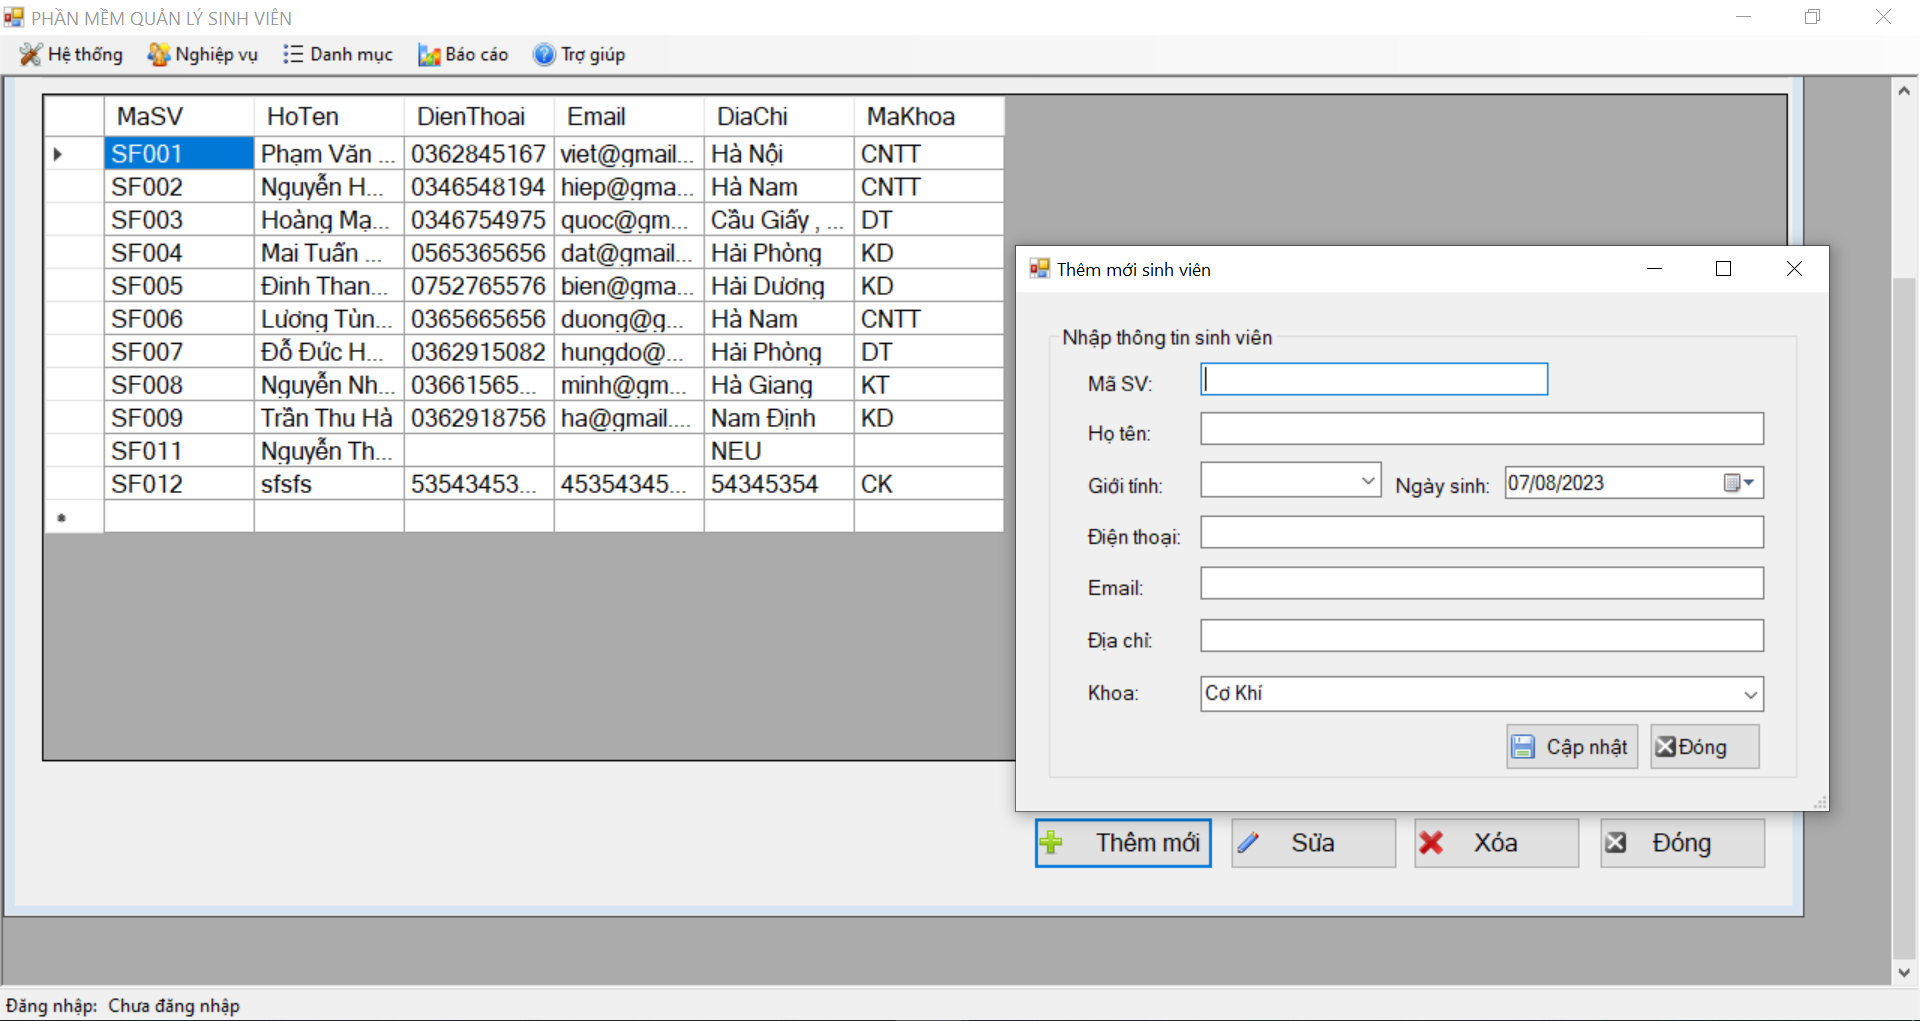 PHẦN MỀM QUẢN LÝ SINH VIÊN
Hệ thống Nghiệp vụ Danh mục Báo cáo Trợ giúp
MaSV HoTen DienThoai Email DiaChi MaKhoa
SF001 Phạm Văn ... 0362845167 viet@gmail... Hà Nội CNTT
SF002 Nguyễn H... 0346548194 hiep@gma... Hà Nam CNTT
SF003 Hoàng Mạ... 0346754975 quoc@gm... Cầu Giấy , ... DT
SF004 Mai Tuấn ... 0565365656 dat@gmail... Hải Phòng KD
SF005 Đinh Than... 0752765576 bien@gma... Hải Dương KD
SF006 Lương Tùn... 0365665656 duong@g... Hà Nam CNTT
SF007 Đỗ Đức H... 0362915082 hungdo@... Hải Phòng DT
SF008 Nguyễn Nh... 03661565... minh@gm... Hà Giang KT
SF009 Trần Thu Hà 0362918756 ha@gmail.... Nam Định KD
SF011 Nguyễn Th... NEU
SF012 sfsfs 53543453... 45354345... 54345354 CK
Thêm mới sinh viên
Nhập thông tin sinh viên
Mã SV:
Họ tên:
Giới tính: Ngày sinh: 07/08/2023
Điện thoại:
Email:
Địa chỉ:
Khoa: Cơ Khí
Cập nhật Đóng
Thêm mới Sửa Xóa Đóng
Đăng nhập: Chưa đăng nhập